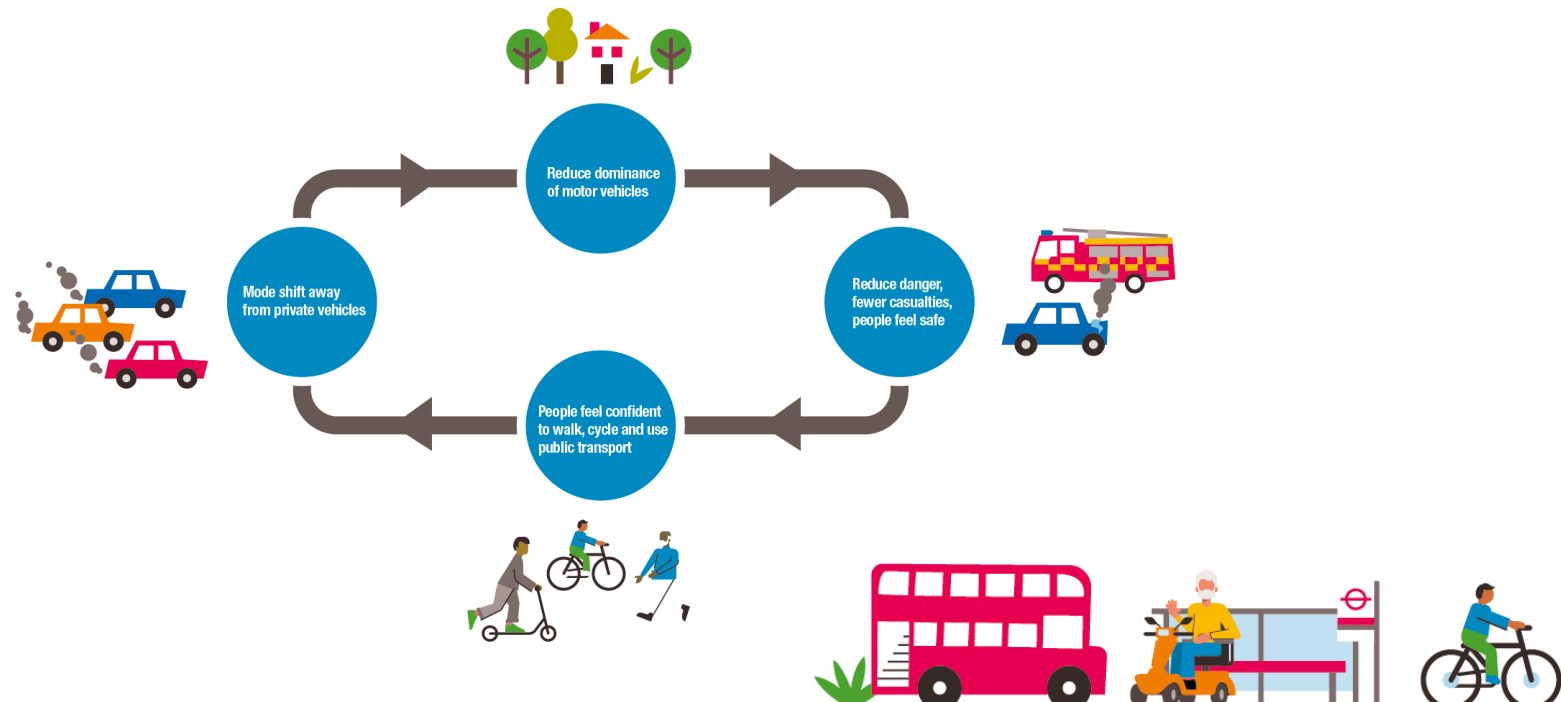 Reduce dominance
of motor vehicles
Mode shift away
from private vehicles
Reduce danger,
fewer casualties,
people feel safe
People feel confident
to walk, cycle and use
public transport